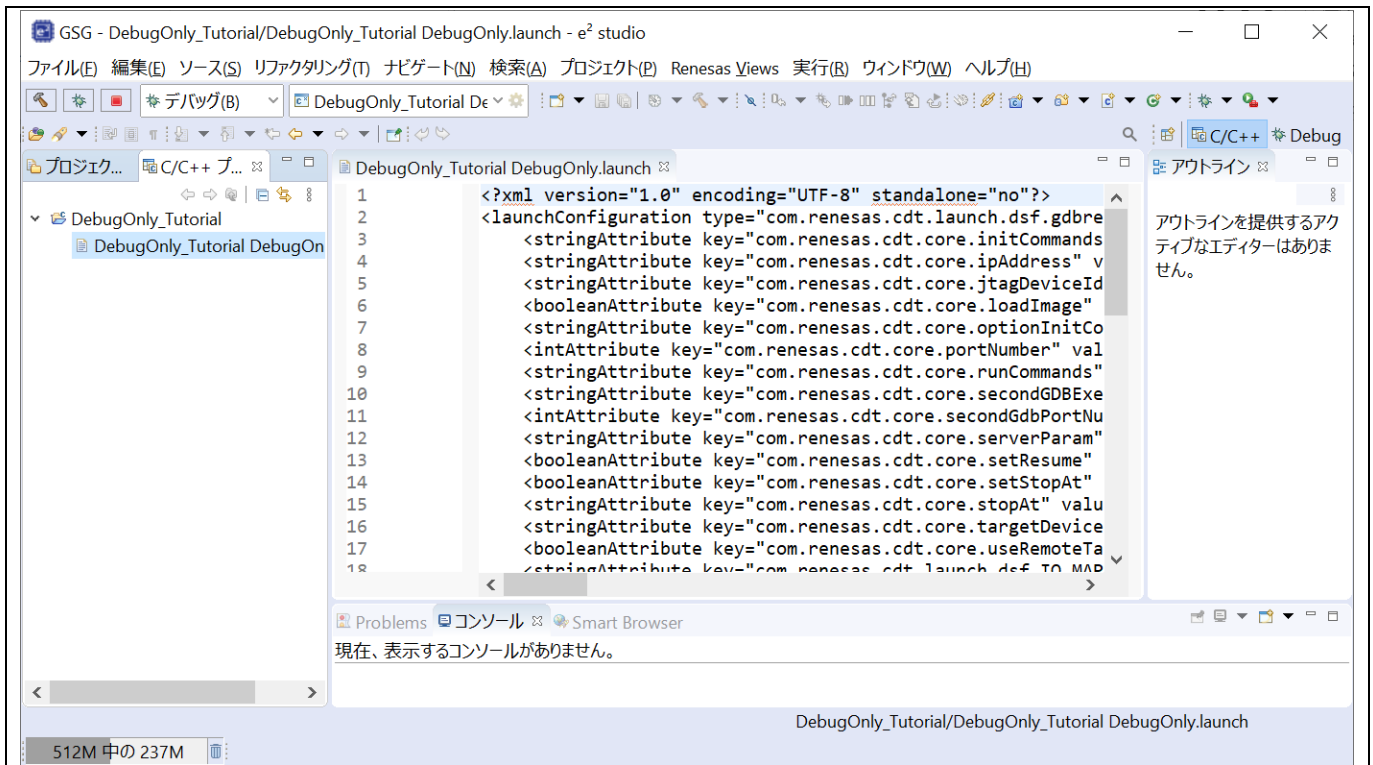 GSG - DebugOnly_Tutorial/DebugOnly_Tutorial DebugOnly.launch - e² studio
ファイル(F) 編集(E) ソース(S) リファクタリング(T) ナビゲート(N) 検索(A) プロジェクト(P) Renesas Views 実行(R) ウィンドウ(W) ヘルプ(H)
デバッグ(B) DebugOnly_Tutorial De
C/C++ Debug
プロジェク... C/C++ プ...
DebugOnly_Tutorial
DebugOnly_Tutorial DebugOn
DebugOnly_Tutorial DebugOnly.launch
1 <?xml version="1.0" encoding="UTF-8" standalone="no"?>
2 <launchConfiguration type="com.renesas.cdt.launch.dsf.gdbre
3 <stringAttribute key="com.renesas.cdt.core.initCommands
4 <stringAttribute key="com.renesas.cdt.core.ipAddress" v
5 <stringAttribute key="com.renesas.cdt.core.jtagDeviceId
6 <booleanAttribute key="com.renesas.cdt.core.loadImage"
7 <stringAttribute key="com.renesas.cdt.core.optionInitCo
8 <intAttribute key="com.renesas.cdt.core.portNumber" val
9 <stringAttribute key="com.renesas.cdt.core.runCommands"
10 <stringAttribute key="com.renesas.cdt.core.secondGDBExe
11 <intAttribute key="com.renesas.cdt.core.secondGdbPortNu
12 <stringAttribute key="com.renesas.cdt.core.serverParam"
13 <booleanAttribute key="com.renesas.cdt.core.setResume"
14 <booleanAttribute key="com.renesas.cdt.core.setStopAt"
15 <stringAttribute key="com.renesas.cdt.core.stopAt" valu
16 <stringAttribute key="com.renesas.cdt.core.targetDevice
17 <booleanAttribute key="com.renesas.cdt.core.useRemoteTa
18 <stringAttribute key="com.renesas.cdt.launch.dsf.IO_MAP
アウトライン
アウトラインを提供するアク
ティブなエディターはありま
せん。
Problems コンソール Smart Browser
現在、表示するコンソールがありません。
DebugOnly_Tutorial/DebugOnly_Tutorial DebugOnly.launch
512M 中の 237M